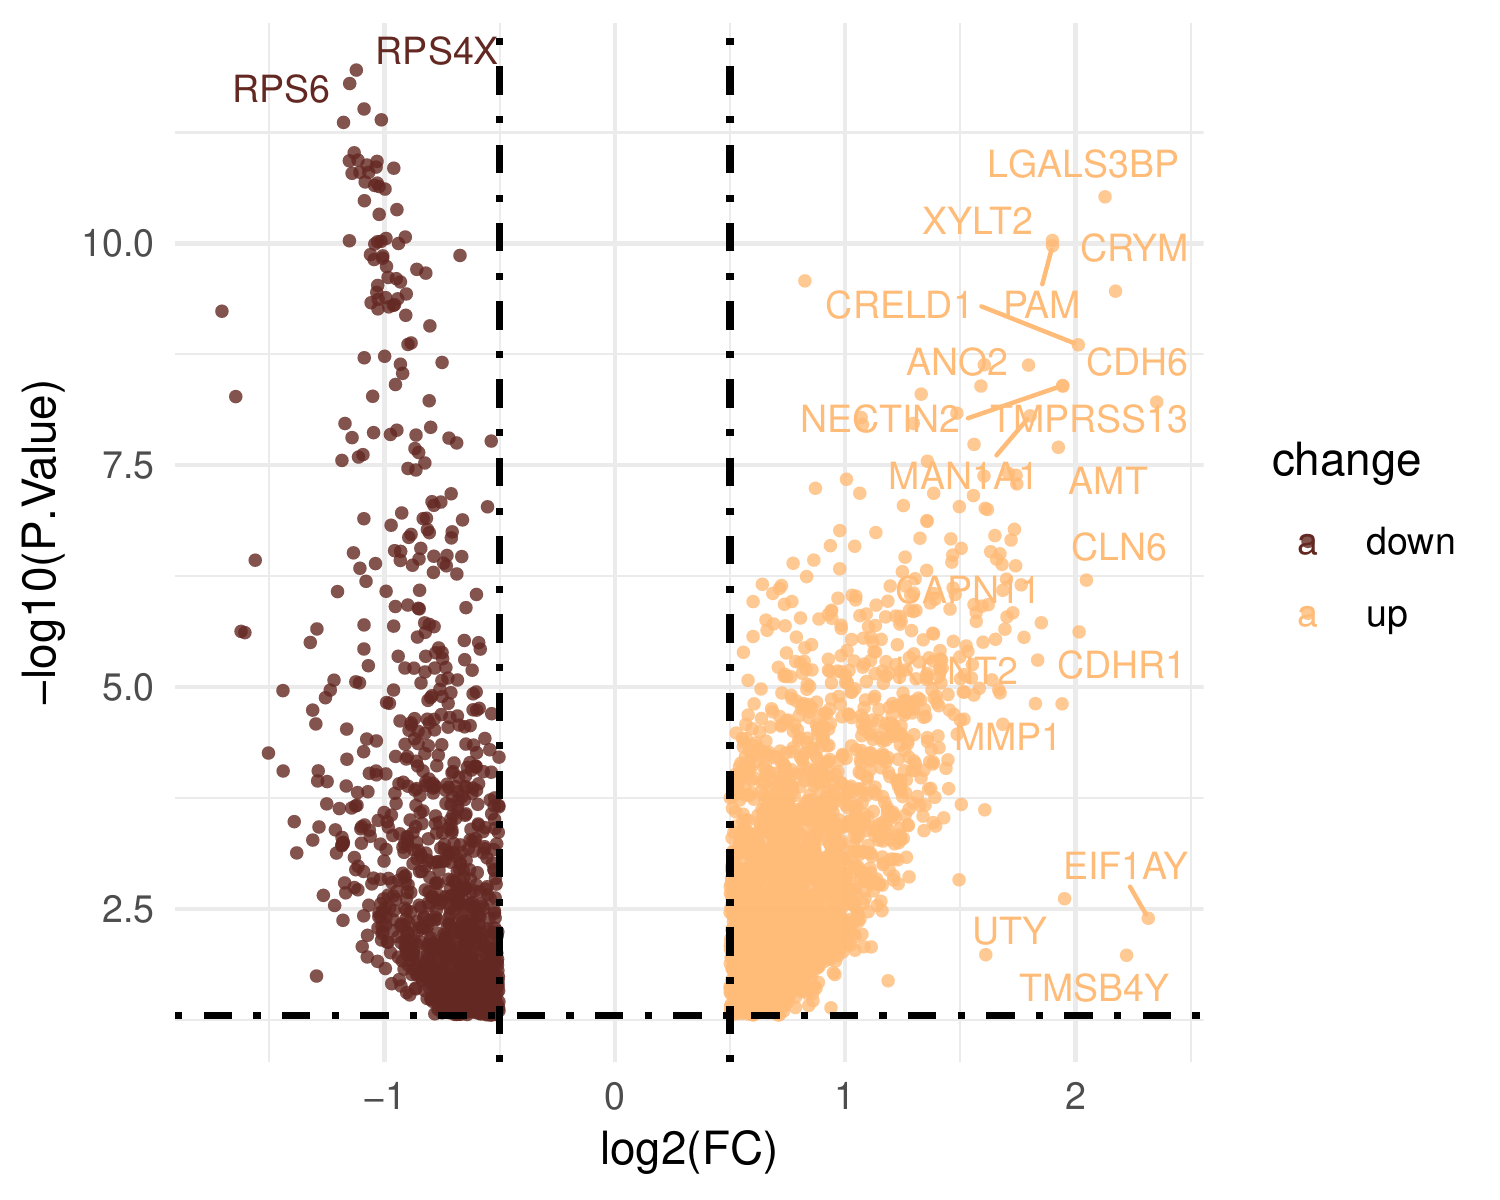 RPS4X
RPS6
LGALS3BP
XYLT2
CRYM
CRELD1
PAM
ANO2
CDH6
NECTIN2
TMPRSS13
MAN1A1
AMT
CLN6
CAPN11
CDHR1
MMP1
EIF1AY
UTY
TMSB4Y
10.0
7.5
5.0
2.5
−1
0
1
2
log2(FC)
−log10(P.Value)
change
a down
a up